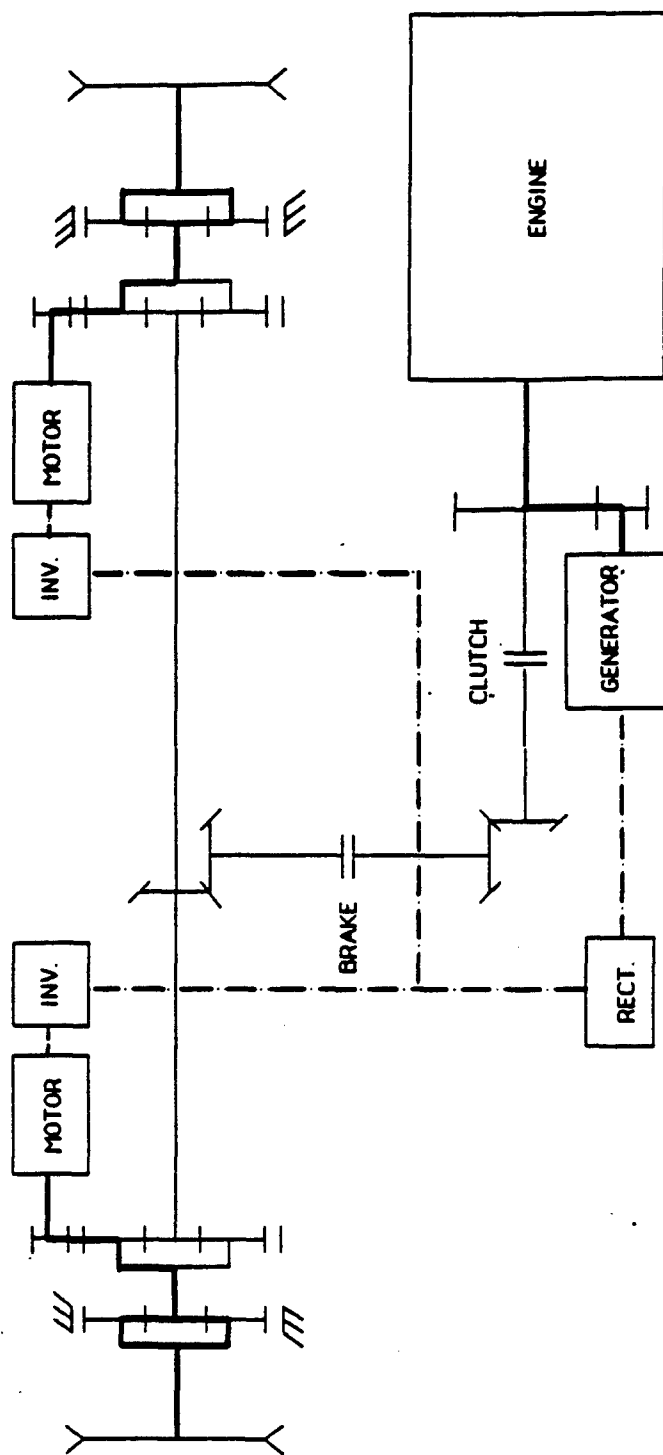 MOTOR
INV.
INV.
MOTOR
BRAKE
CLUTCH
ENGINE
RECT.
GENERATOR